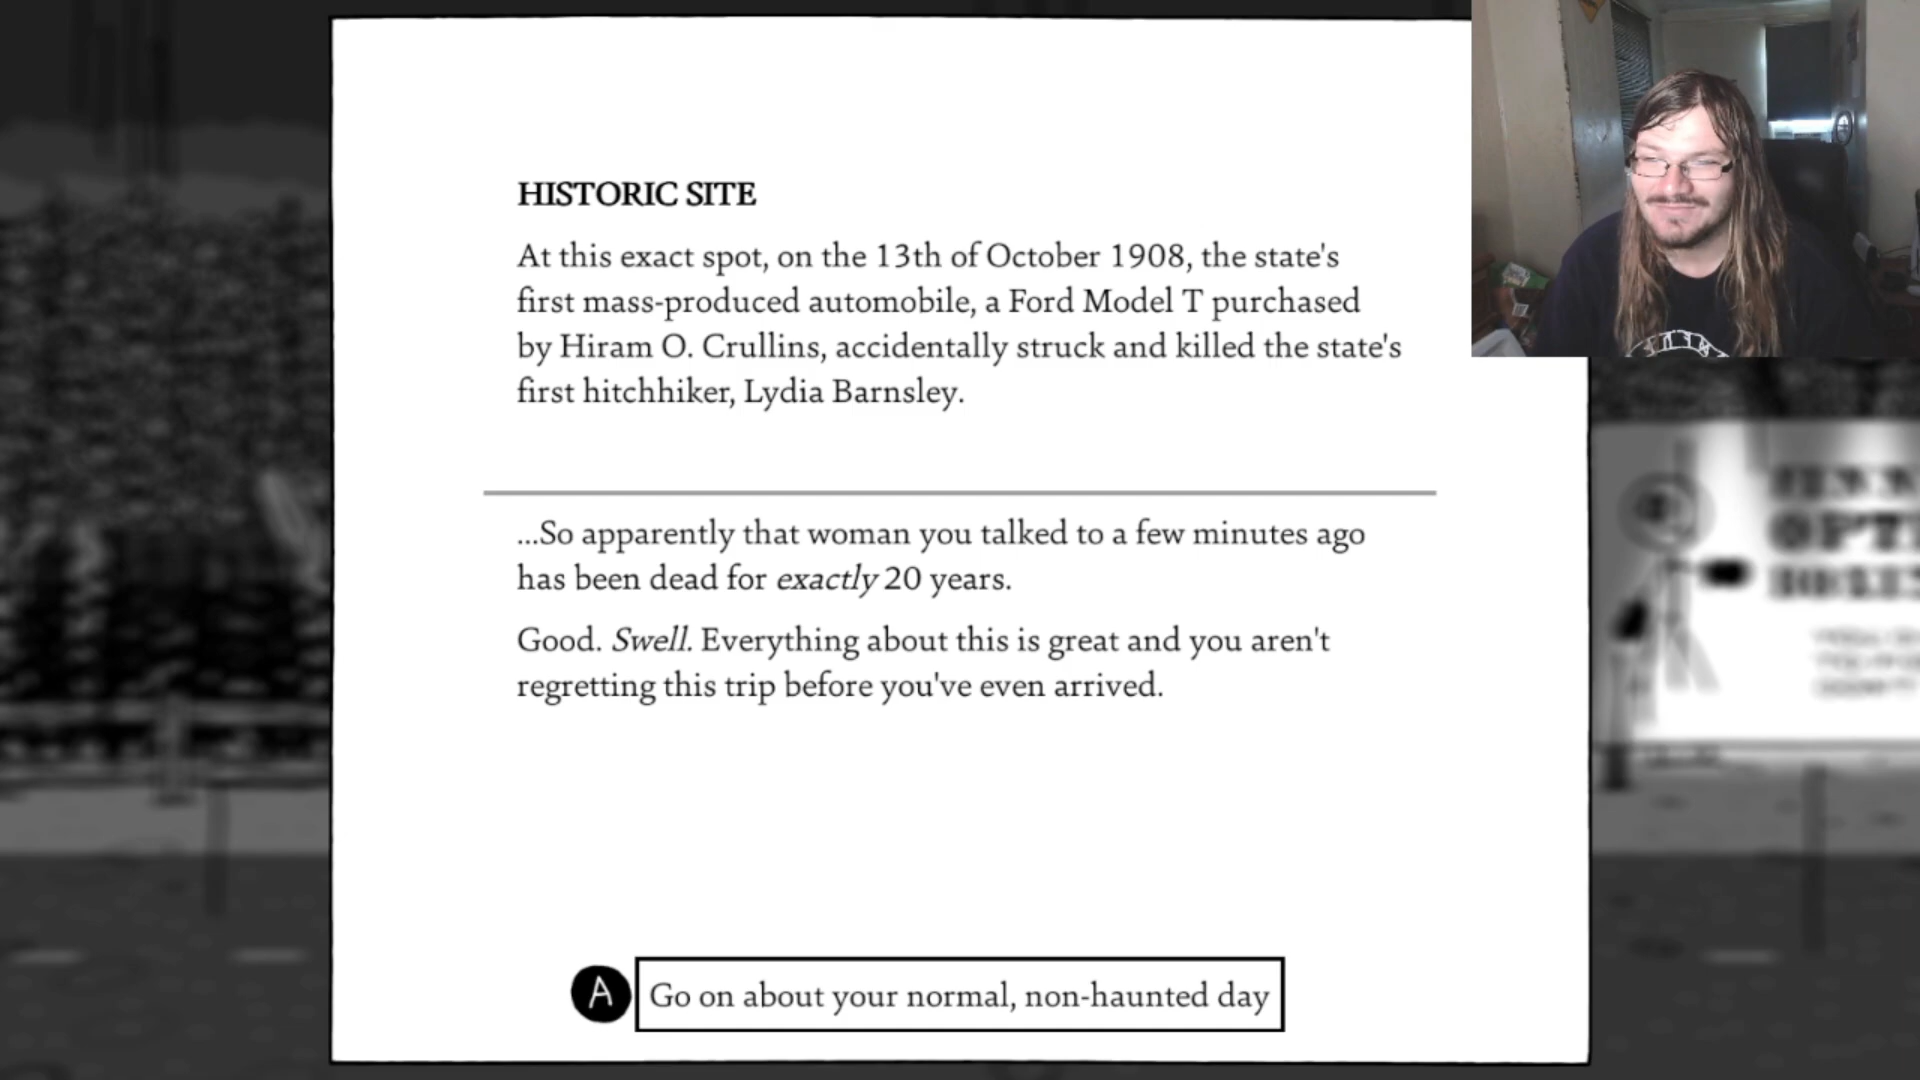 HISTORIC SITE
At this exact spot, on the 13th of October 1908, the state's
first mass-produced automobile, a Ford Model T purchased
by Hiram O. Crullins, accidentally struck and killed the state's
first hitchhiker, Lydia Barnsley.
...So apparently that woman you talked to a few minutes ago
has been dead for exactly 20 years.
Good. Swell. Everything about this is great and you aren't
regretting this trip before you've even arrived.
A Go on about your normal, non-haunted day